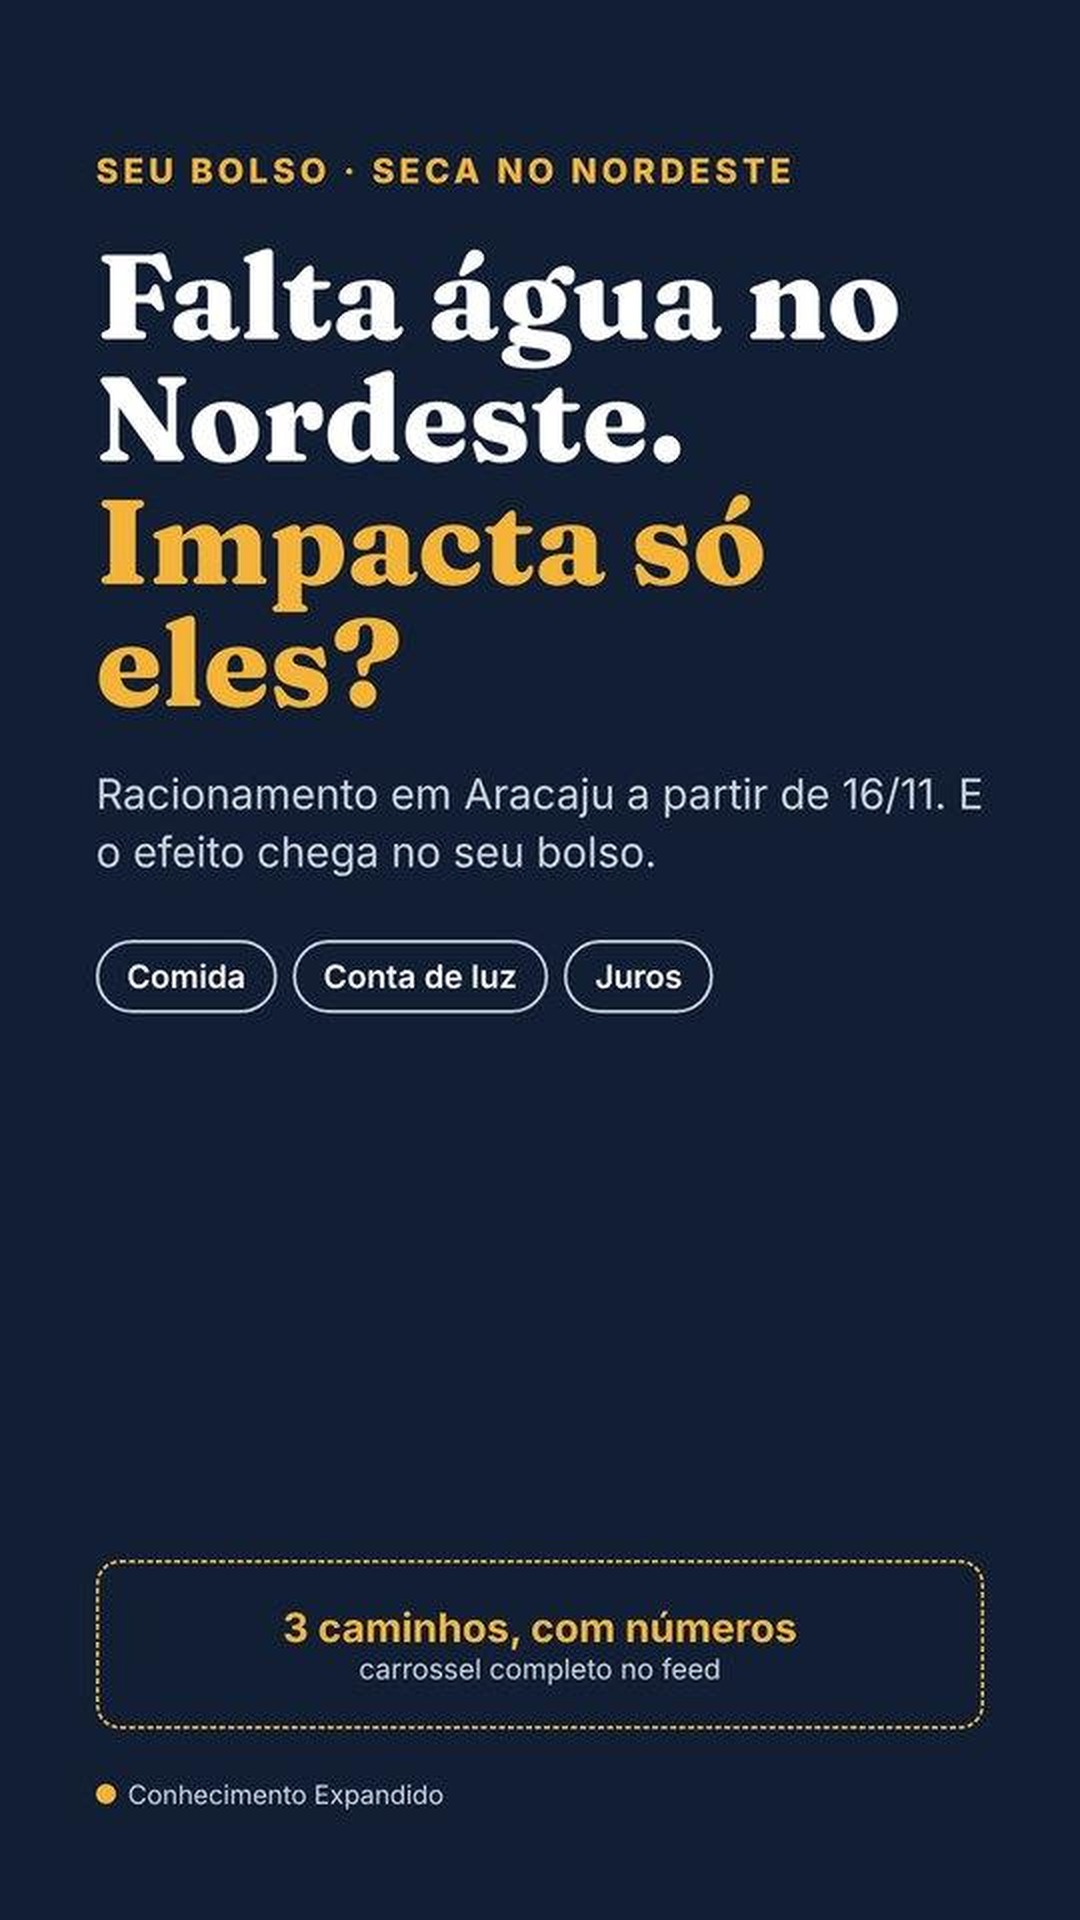 SEU BOLSO · SECA NO NORDESTE
Falta água no
Nordeste.
Impacta só
eles?
Racionamento em Aracaju a partir de 16/11. E
o efeito chega no seu bolso.
Comida Conta de luz Juros
3 caminhos, com números
carrossel completo no feed
Conhecimento Expandido